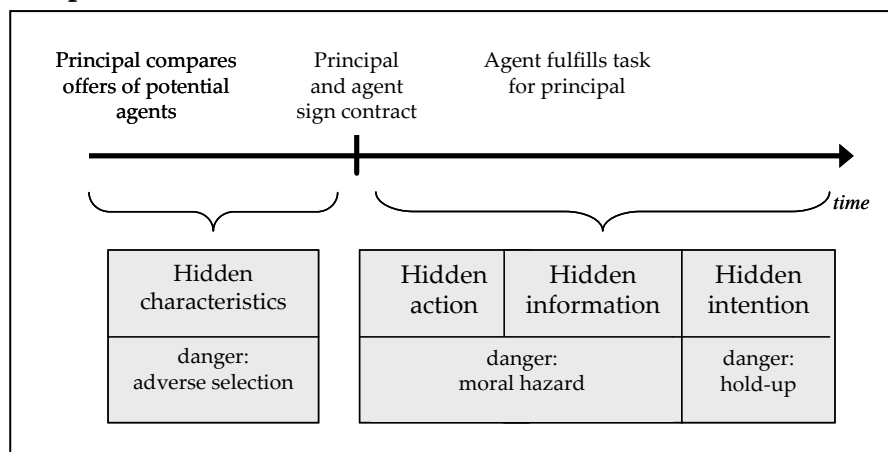 Principal compares
offers of potential
agents
Principal
and agent
sign contract
Agent fulfills task
for principal
time
Hidden
characteristics
Hidden
action
Hidden
information
Hidden
intention
danger:
adverse selection
danger:
moral hazard
danger:
hold-up